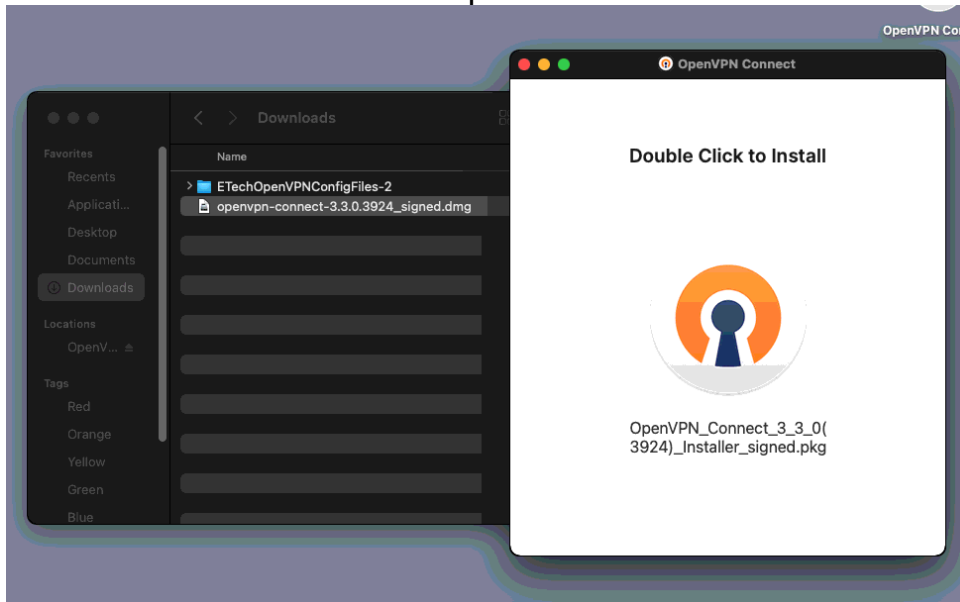 OpenVPN Co
OpenVPN Connect
Downloads
Favorites
Recents
Applicati...
Desktop
Documents
Downloads
Locations
OpenV...
Tags
Red
Orange
Yellow
Green
Blue
Name
ETechOpenVPNConfigFiles-2
openvpn-connect-3.3.0.3924_signed.dmg
Double Click to Install
OpenVPN_Connect_3_3_0(
3924)_Installer_signed.pkg